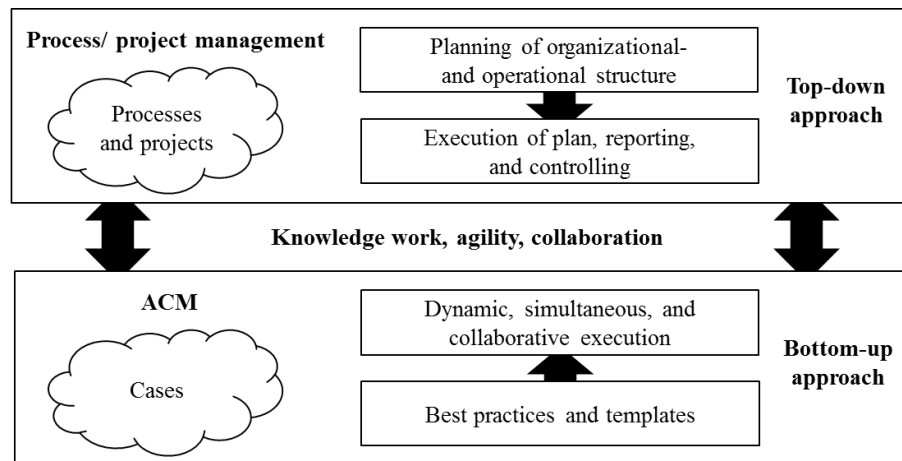 Process/ project management
Processes
and projects
Planning of organizational-
and operational structure
Execution of plan, reporting,
and controlling
Top-down
approach
Knowledge work, agility, collaboration
ACM
Cases
Dynamic, simultaneous, and
collaborative execution
Best practices and templates
Bottom-up
approach